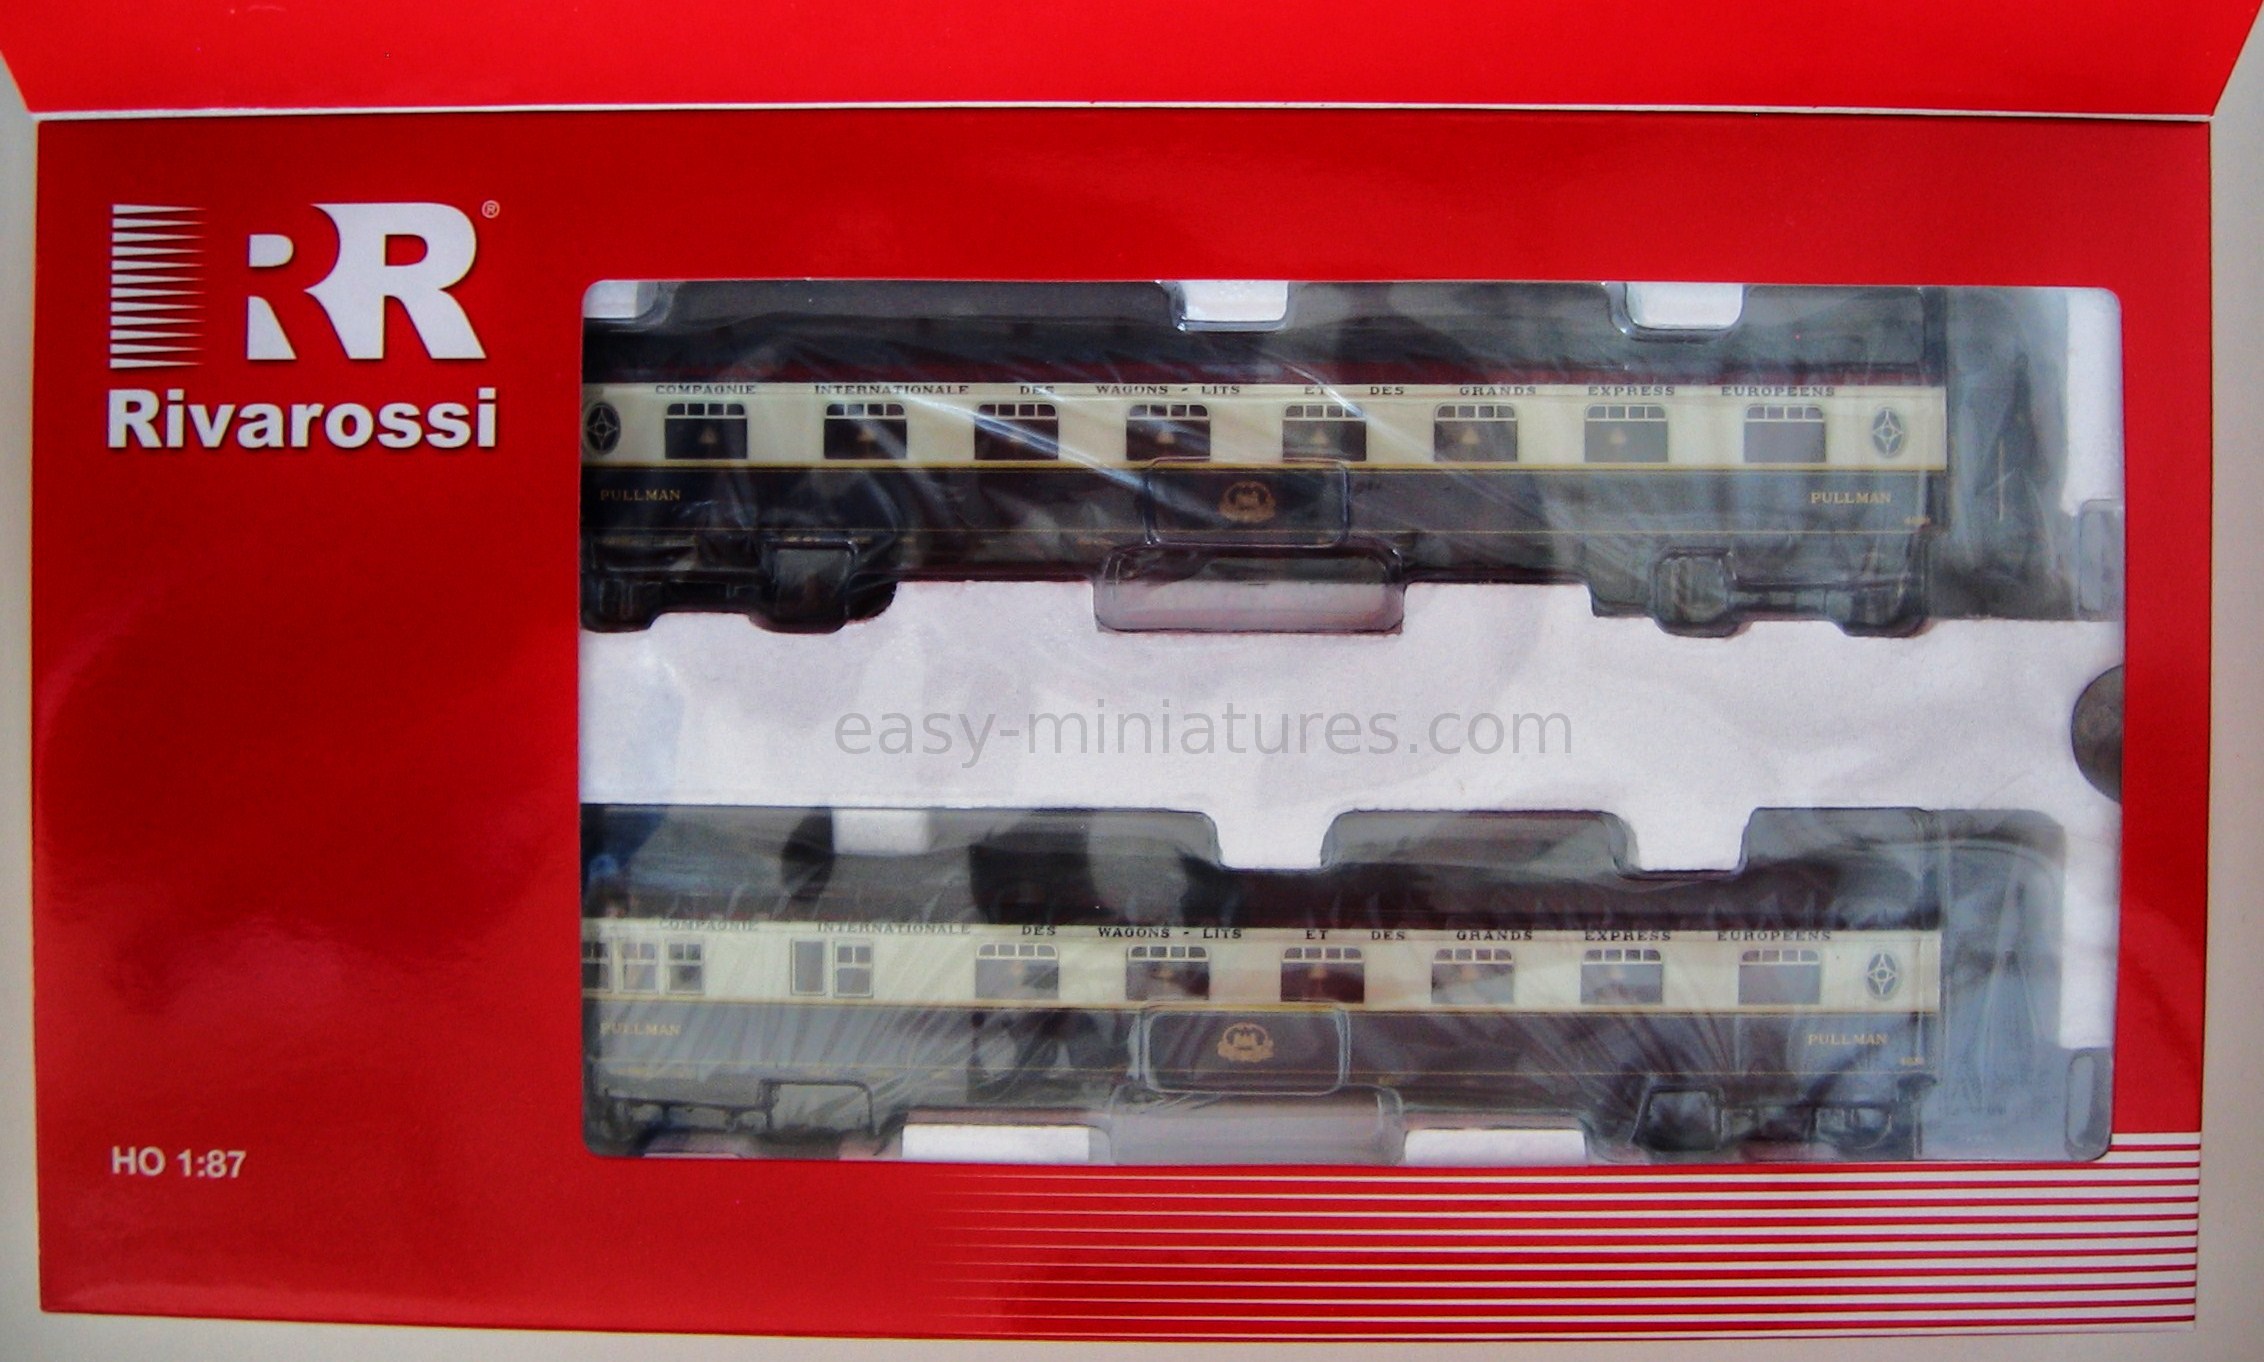 RR®
Rivarossi
COMPAGNIE INTERNATIONALE DES WAGONS - LITS ET DES GRANDS EXPRESS EUROPEENS
PULLMAN PULLMAN
easy-miniatures.com
COMPAGNIE INTERNATIONALE DES WAGONS - LITS ET DES GRANDS EXPRESS EUROPEENS
PULLMAN PULLMAN
HO 1:87